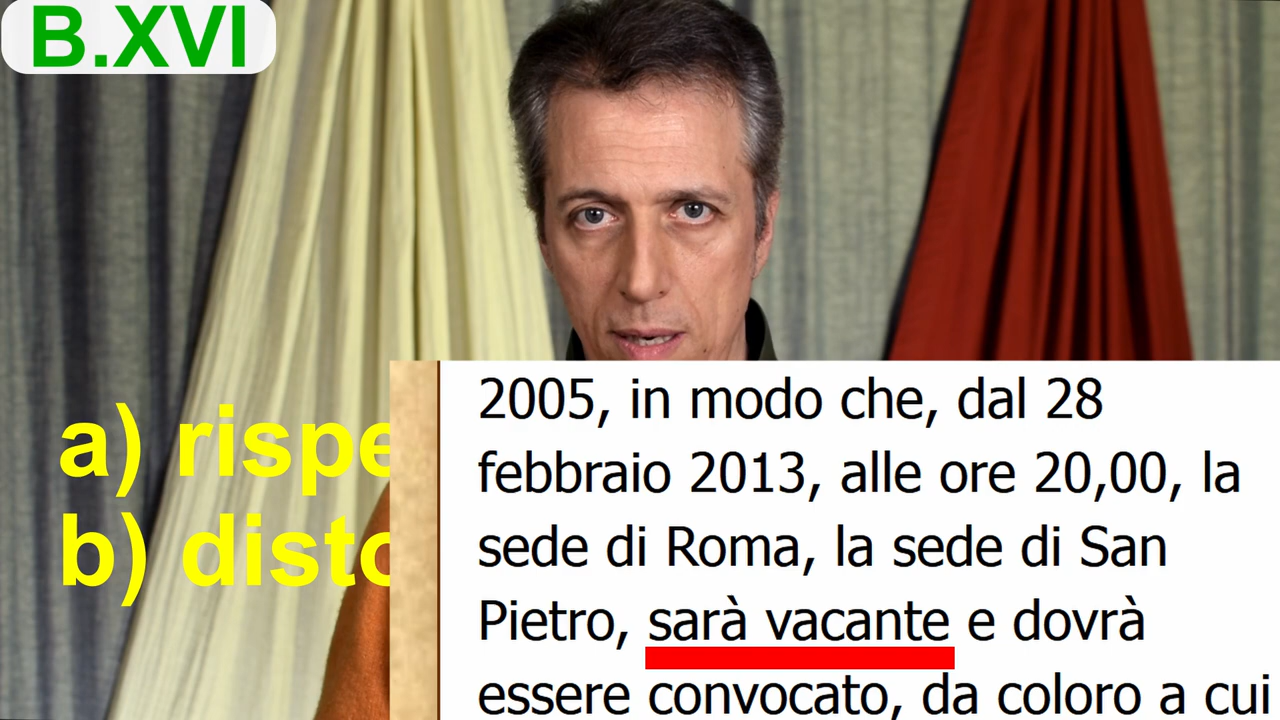 B.XVI
a) rispe
b) disto
2005, in modo che, dal 28
febbraio 2013, alle ore 20,00, la
sede di Roma, la sede di San
Pietro, sarà vacante e dovrà
essere convocato, da coloro a cui